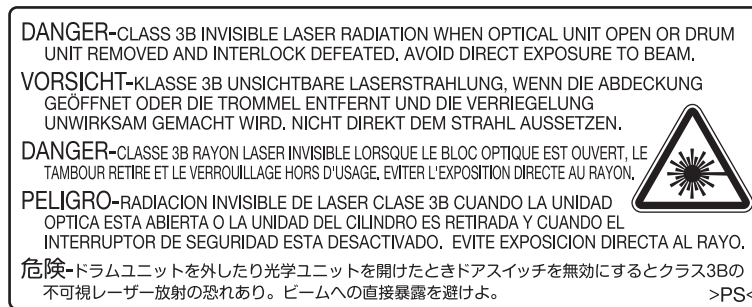 DANGER-CLASS 3B INVISIBLE LASER RADIATION WHEN OPTICAL UNIT OPEN OR DRUM
UNIT REMOVED AND INTERLOCK DEFEATED. AVOID DIRECT EXPOSURE TO BEAM.
VORSICHT-KLASSE 3B UNSICHTBARE LASERSTRAHLUNG, WENN DIE ABDECKUNG
GEÖFFNET ODER DIE TROMMEL ENTFERNT UND DIE VERRIEGELUNG
UNWIRKSAM GEMACHT WIRD. NICHT DIREKT DEM STRAHL AUSSETZEN.
DANGER-CLASSE 3B RAYON LASER INVISIBLE LORSQUE LE BLOC OPTIQUE EST OUVERT, LE
TAMBOUR RETIRE ET LE VERROUILLAGE HORS D'USAGE. EVITER L'EXPOSITION DIRECTE AU RAYON.
PELIGRO-RADIACION INVISIBLE DE LASER CLASE 3B CUANDO LA UNIDAD
OPTICA ESTA ABIERTA O LA UNIDAD DEL CILINDRO ES RETIRADA Y CUANDO EL
INTERRUPTOR DE SEGURIDAD ESTA DESACTIVADO. EVITE EXPOSICION DIRECTA AL RAYO.
危険-ドラムユニットを外したり光学ユニットを開けたときドアスイッチを無効にするとクラス3Bの
不可視レーザー放射の恐れあり。ビームへの直接暴露を避けよ。 >PS<